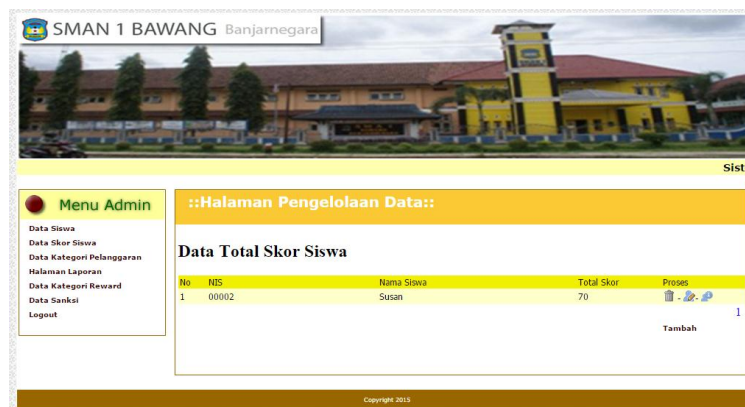 SMAN 1 BAWANG Banjarnegara
Sist
Menu Admin
Data Siswa
Data Skor Siswa
Data Kategori Pelanggaran
Halaman Laporan
Data Kategori Reward
Data Sanksi
Logout
::Halaman Pengelolaan Data::
Data Total Skor Siswa
No NIS Nama Siswa Total Skor Proses
1 00002 Susan 70 - -
1
Tambah
Copyright 2015